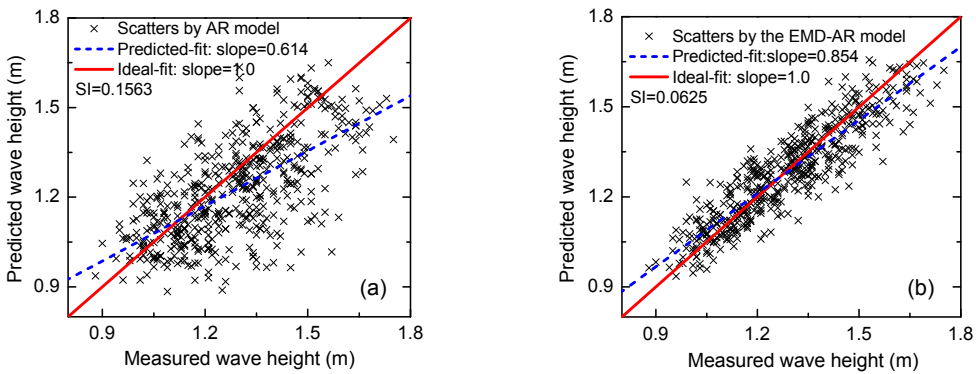 1.8
Scatters by AR model
Predicted-fit: slope=0.614
Ideal-fit: slope=1.0
SI=0.1563
1.5
1.2
0.9
(a)
0.9 1.2 1.5 1.8
Measured wave height (m)
Predicted wave height (m)
1.8
Scatters by the EMD-AR model
Predicted-fit:slope=0.854
Ideal-fit: slope=1.0
SI=0.0625
1.5
1.2
0.9
(b)
0.9 1.2 1.5 1.8
Measured wave height (m)
Predicted wave height (m)